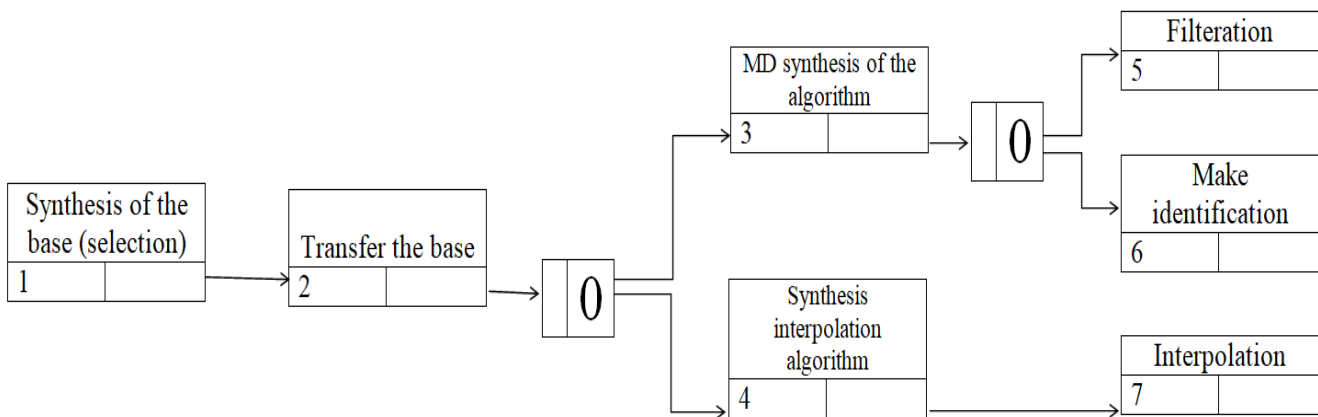 Synthesis of the
base (selection)
1
Transfer the base
2
0
MD synthesis of the
algorithm
3
0
Filteration
5
Make
identification
6
Synthesis
interpolation
algorithm
4
Interpolation
7